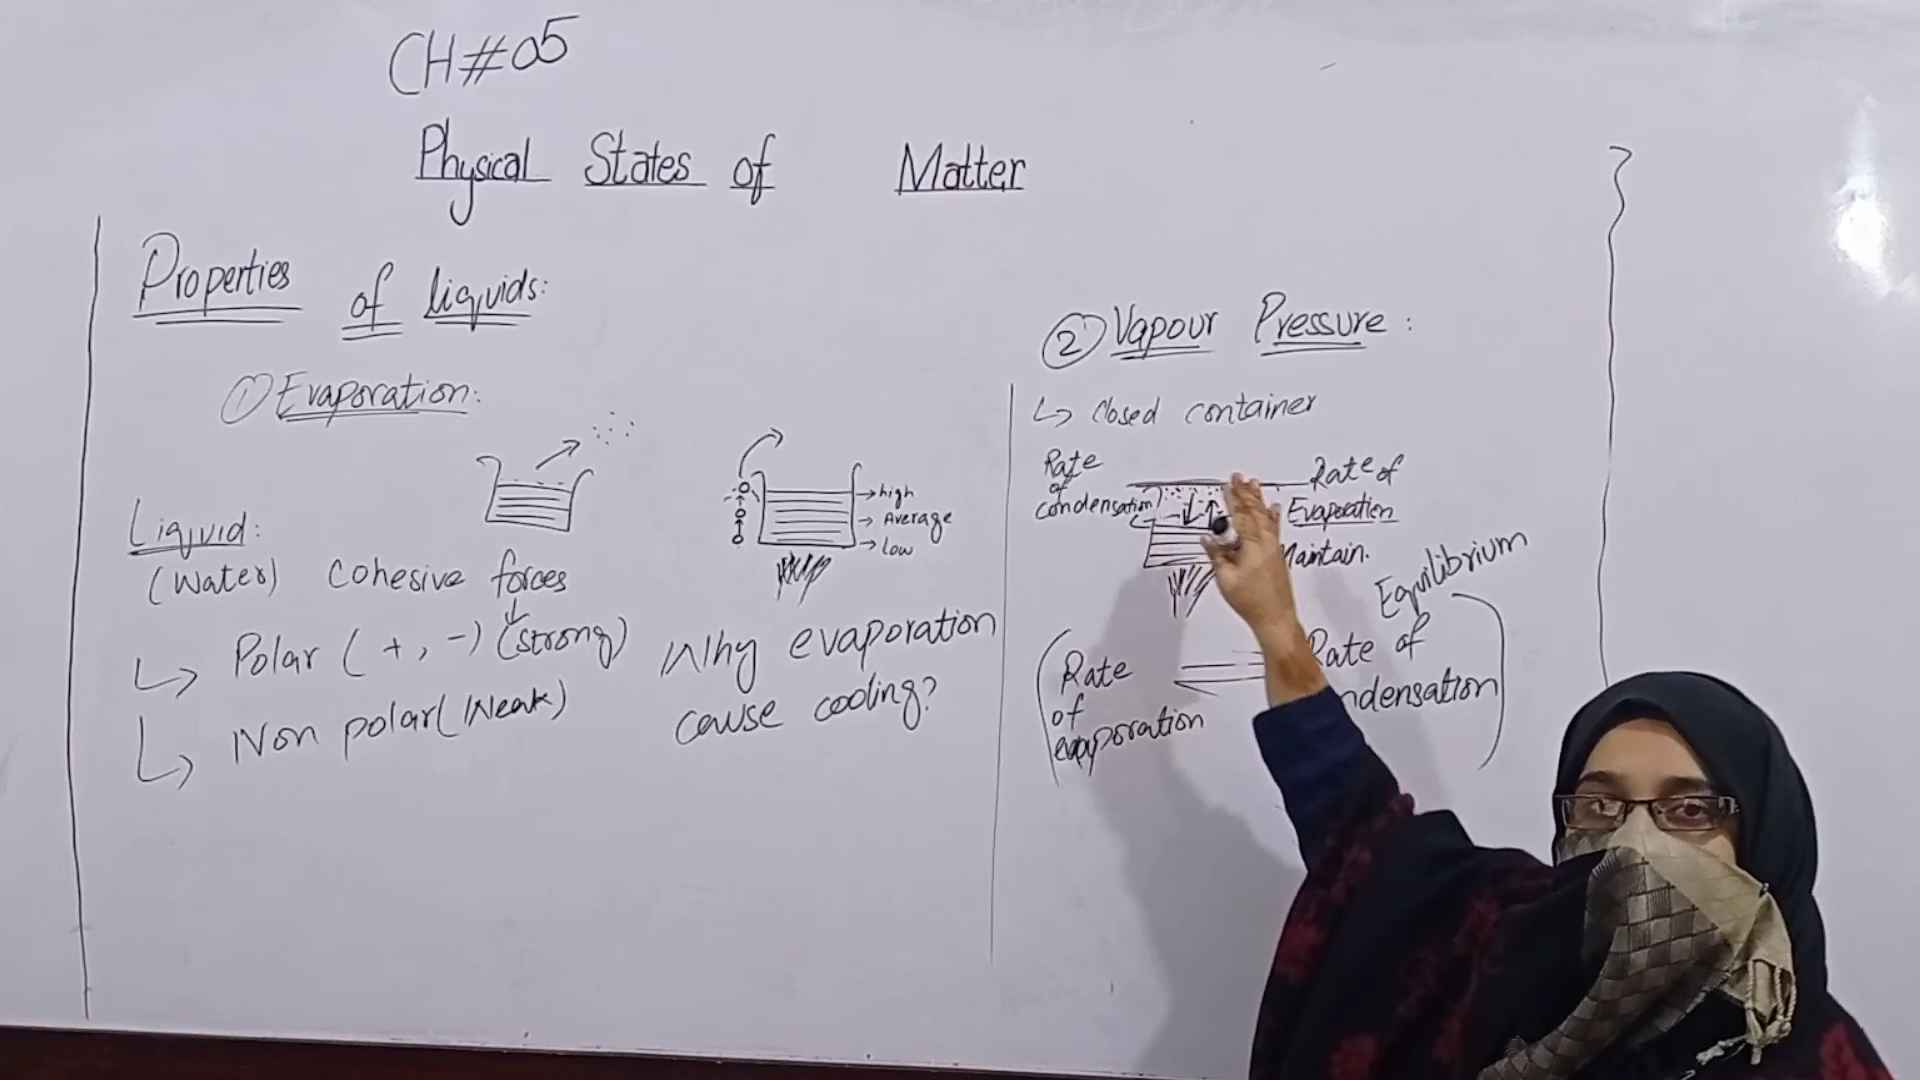 CH#05
Physical States of Matter
Properties of liquids:
① Evaporation:
→ high
→ Average
→ low
Liquid:
(Water) Cohesive forces
Polar (+, -) (strong)
Non polar (Weak)
Why evaporation
cause cooling?
② Vapour Pressure:
↳ Closed container
Rate
of
condensation
Rate of
Evaporation
Maintain.
Equilibrium
Rate
of
evaporation
Rate of